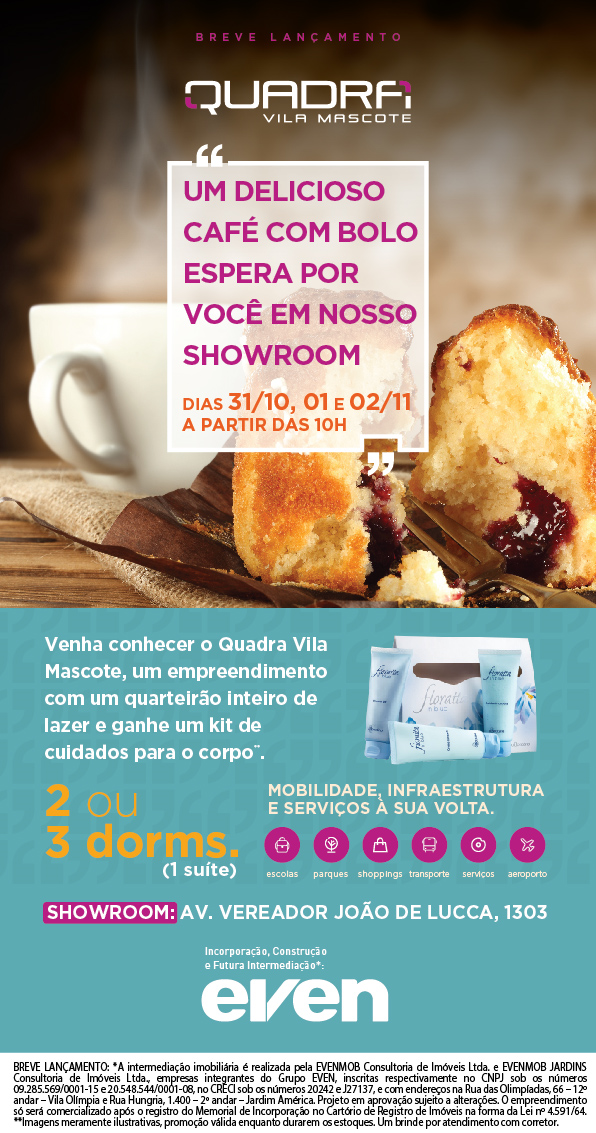 BREVE LANÇAMENTO
QUADRA
VILA MASCOTE
“
UM DELICIOSO
CAFÉ COM BOLO
ESPERA POR
VOCÊ EM NOSSO
SHOWROOM
DIAS 31/10, 01 E 02/11
A PARTIR DAS 10H
”
Venha conhecer o Quadra Vila
Mascote, um empreendimento
com um quarteirão inteiro de
lazer e ganhe um kit de
cuidados para o corpo**.
2 ou
3 dorms.
(1 suíte)
MOBILIDADE, INFRAESTRUTURA
E SERVIÇOS À SUA VOLTA.
escolas parques shoppings transporte serviços aeroporto
SHOWROOM: AV. VEREADOR JOÃO DE LUCCA, 1303
Incorporação, Construção
e Futura Intermediação*:
even
BREVE LANÇAMENTO: *A intermediação imobiliária é realizada pela EVENMOB Consultoria de Imóveis Ltda. e EVENMOB JARDINS
Consultoria de Imóveis Ltda., empresas integrantes do Grupo EVEN, inscritas respectivamente no CNPJ sob os números
09.285.569/0001-15 e 20.548.544/0001-08, no CRECI sob os números 20242 e J27137, e com endereços na Rua das Olimpíadas, 66 – 12º
andar – Vila Olímpia e Rua Hungria, 1.400 – 2º andar – Jardim América. Projeto em aprovação sujeito a alterações. O empreendimento
só será comercializado após o registro do Memorial de Incorporação no Cartório de Registro de Imóveis na forma da Lei nº 4.591/64.
**Imagens meramente ilustrativas, promoção válida enquanto durarem os estoques. Um brinde por atendimento com corretor.